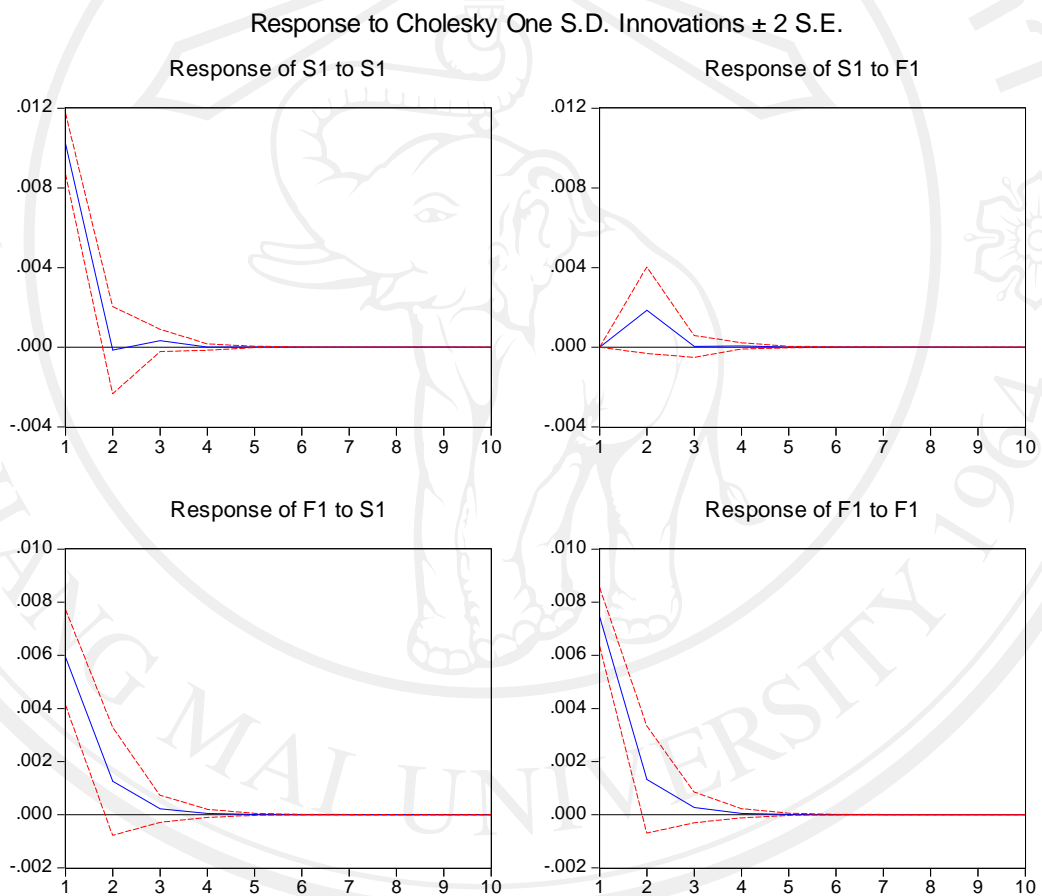 Response to Cholesky One S.D. Innovations ± 2 S.E.
Response of S1 to S1
.012
.008
.004
.000
-.004
1 2 3 4 5 6 7 8 9 10
Response of S1 to F1
.012
.008
.004
.000
-.004
1 2 3 4 5 6 7 8 9 10
Response of F1 to S1
.010
.008
.006
.004
.002
.000
-.002
1 2 3 4 5 6 7 8 9 10
Response of F1 to F1
.010
.008
.006
.004
.002
.000
-.002
1 2 3 4 5 6 7 8 9 10
ANG MAI UNIVERSITY 1964